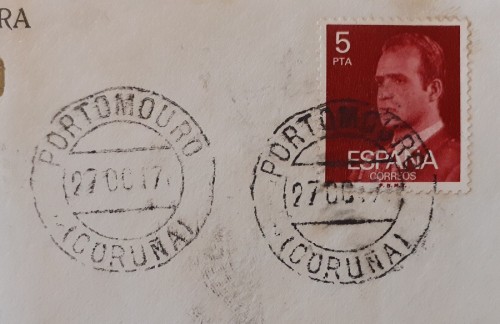 RA
PORTOMOURO
27 OC 17
(CORUÑA)
5
PTA
ESPAÑA
CORREOS
PORTOMOURO
27 OC 17
(CORUÑA)